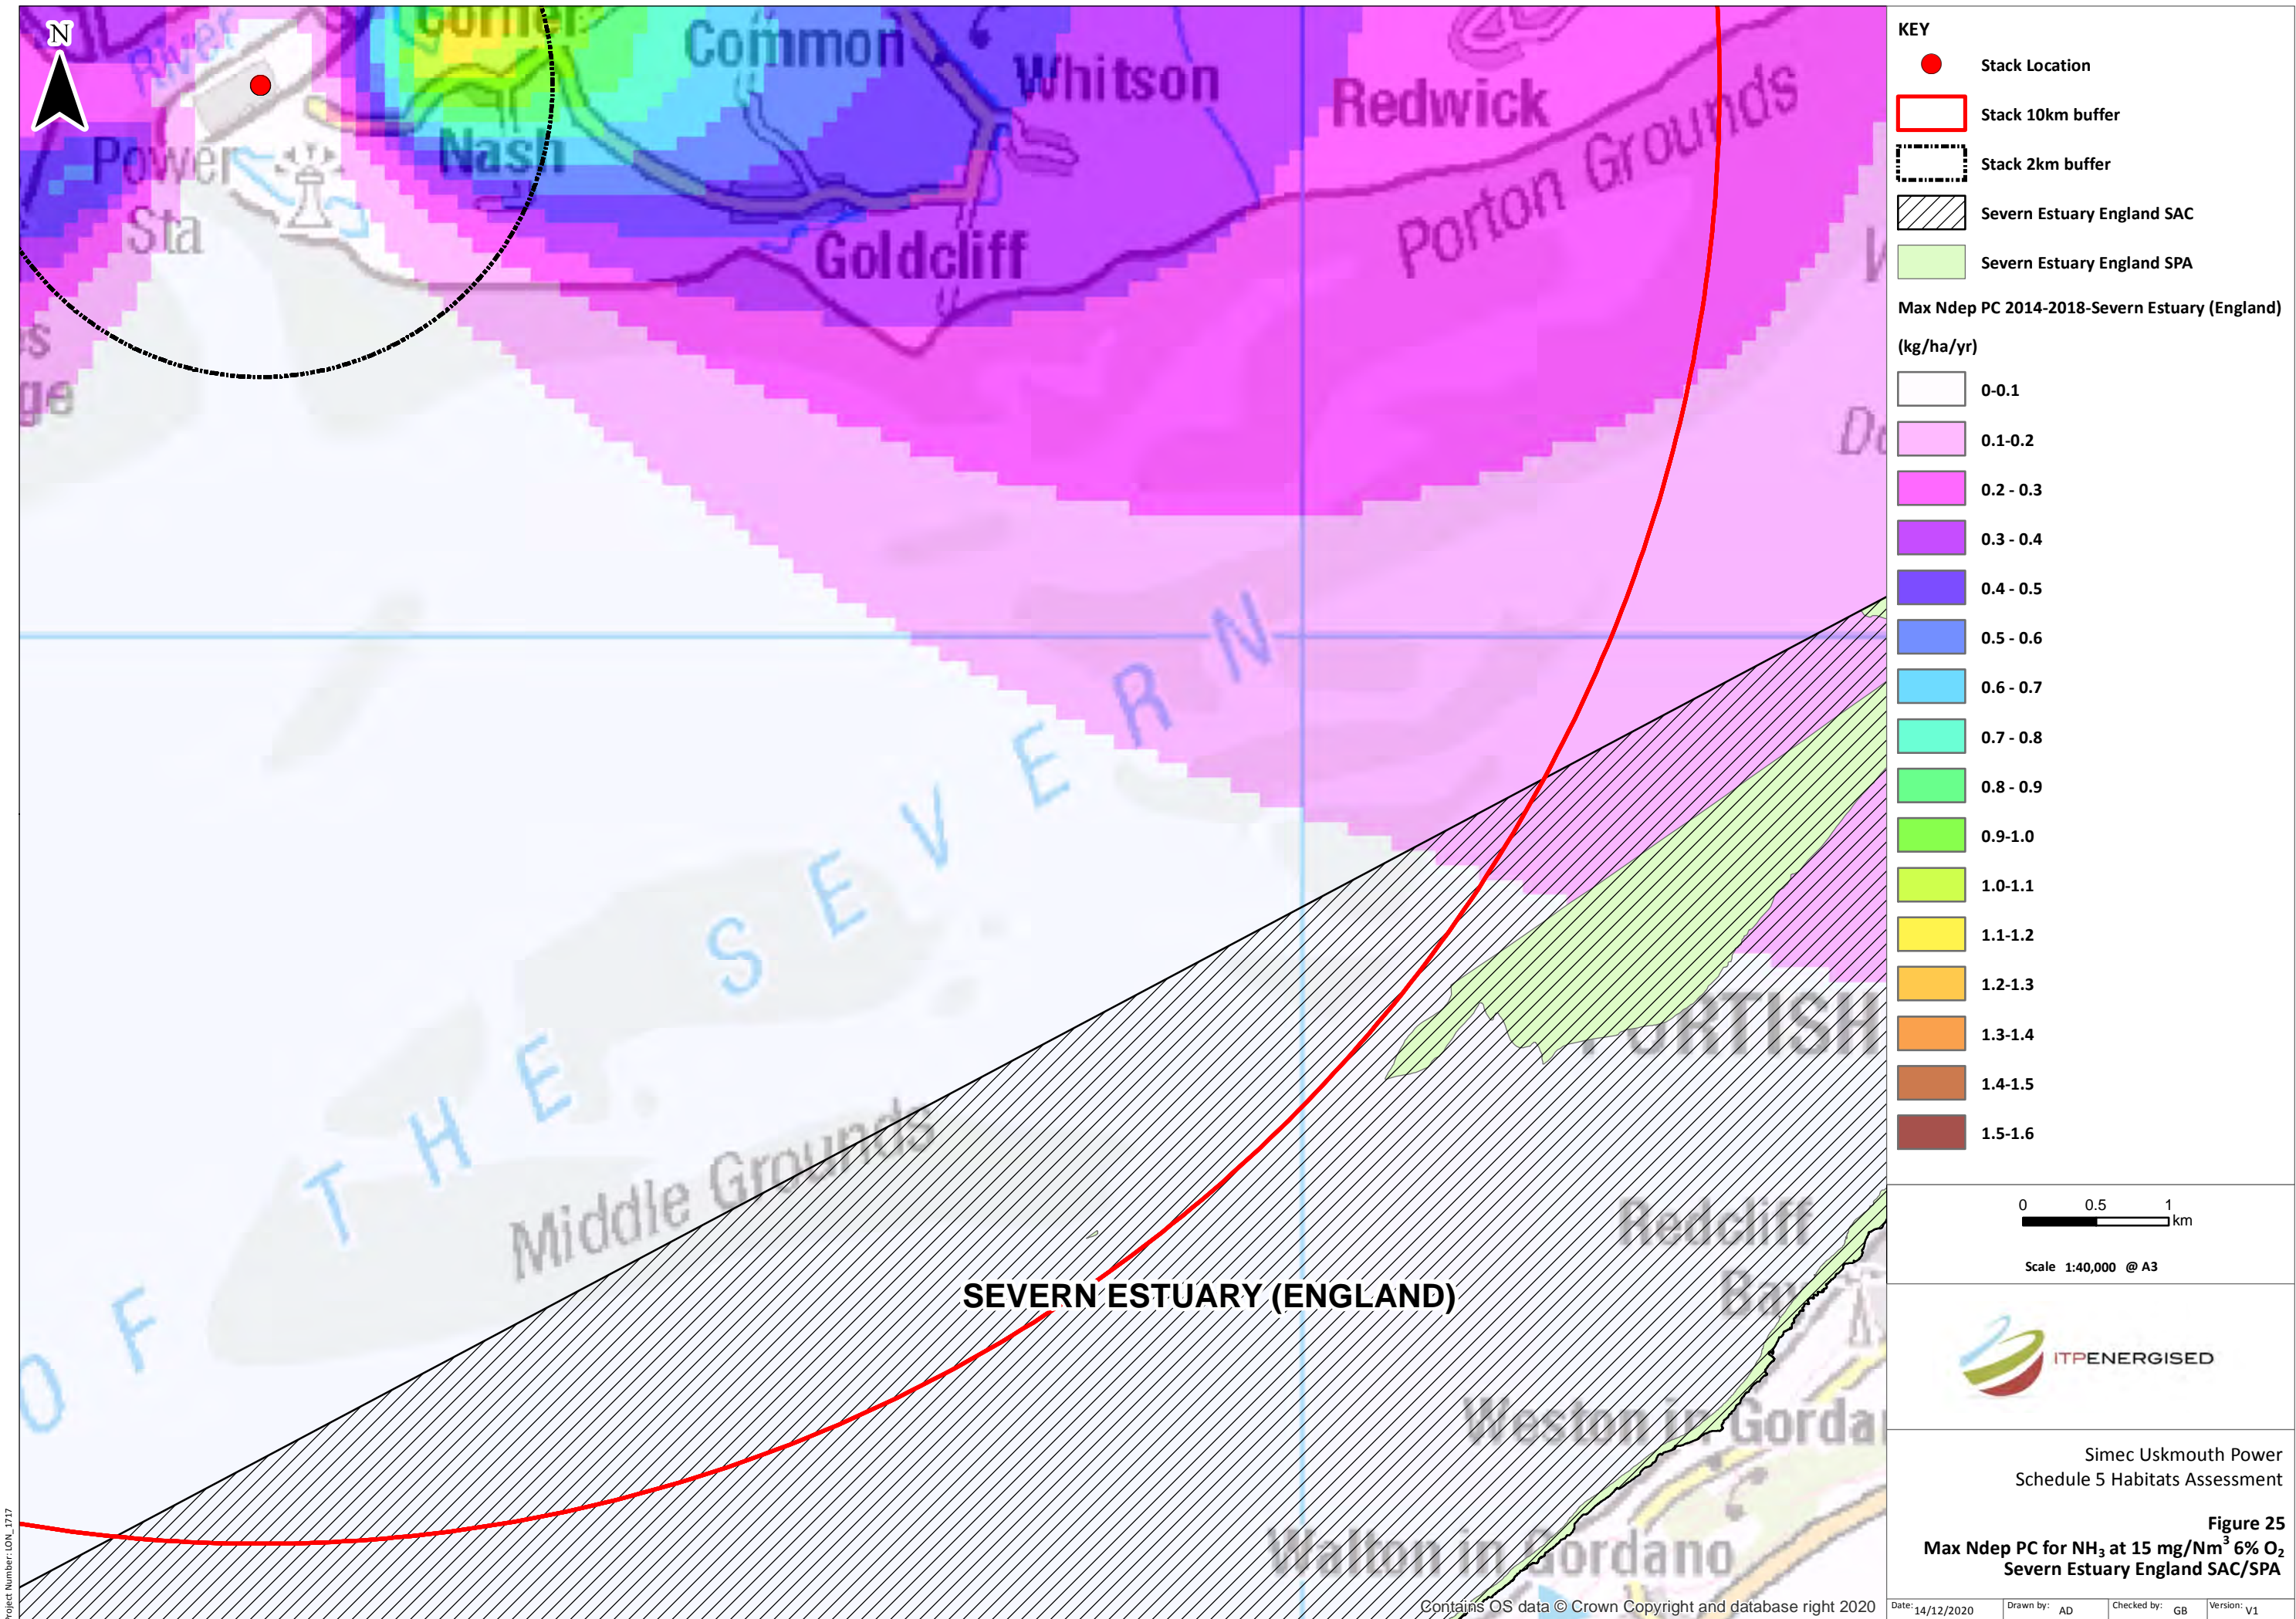 N
River
Corner
Common
Whitson
Redwick
Porton Grounds
Power
Sta
Nash
Goldcliff
OF THE SEVERN
Middle Grounds
SEVERN ESTUARY (ENGLAND)
Redcliff
Bay
Weston in Gorda
Walton in Gordano
Contains OS data © Crown Copyright and database right 2020
Project Number: LON_1717
KEY
Stack Location
Stack 10km buffer
Stack 2km buffer
Severn Estuary England SAC
Severn Estuary England SPA
Max Ndep PC 2014-2018-Severn Estuary (England)
(kg/ha/yr)
0-0.1
0.1-0.2
0.2 - 0.3
0.3 - 0.4
0.4 - 0.5
0.5 - 0.6
0.6 - 0.7
0.7 - 0.8
0.8 - 0.9
0.9-1.0
1.0-1.1
1.1-1.2
1.2-1.3
1.3-1.4
1.4-1.5
1.5-1.6
0 0.5 1
km
Scale 1:40,000 @ A3
ITPENERGISED
Simec Uskmouth Power
Schedule 5 Habitats Assessment
Figure 25
Max Ndep PC for NH₃ at 15 mg/Nm³ 6% O₂
Severn Estuary England SAC/SPA
Date: 14/12/2020 Drawn by: AD Checked by: GB Version: V1